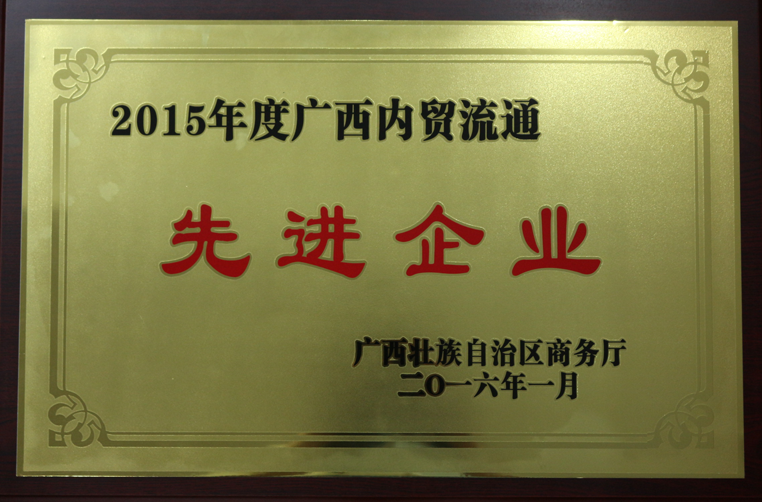 2015年度广西内贸流通
先进企业
广西壮族自治区商务厅
二〇一六年一月